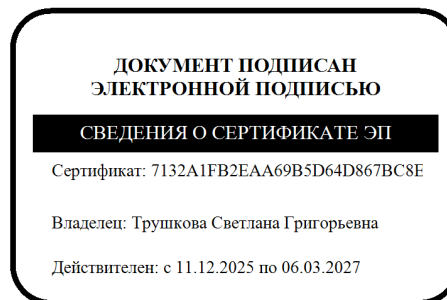 ДОКУМЕНТ ПОДПИСАН
ЭЛЕКТРОННОЙ ПОДПИСЬЮ
СВЕДЕНИЯ О СЕРТИФИКАТЕ ЭП
Сертификат: 7132A1FB2EAA69B5D64D867BC8E
Владелец: Трушкова Светлана Григорьевна
Действителен: с 11.12.2025 по 06.03.2027